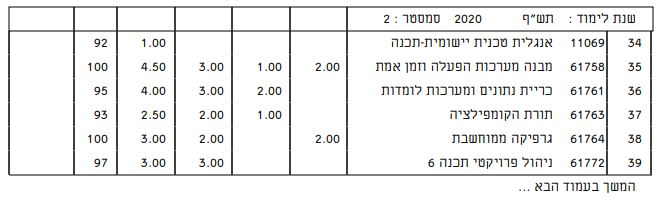 שנת לימוד : תש"ף 2020 סמסטר : 2
34 11069 אנגלית טכנית יישומית-תכנה 1.00 92
35 61758 מבנה מערכות הפעלה וזמן אמת 2.00 1.00 3.00 4.50 100
36 61761 כריית נתונים ומערכות לומדות 2.00 3.00 4.00 95
37 61763 תורת הקומפילציה 1.00 2.00 2.50 93
38 61764 גרפיקה ממוחשבת 2.00 2.00 3.00 100
39 61772 ניהול פרויקטי תכנה 6 3.00 3.00 97
המשך בעמוד הבא ...